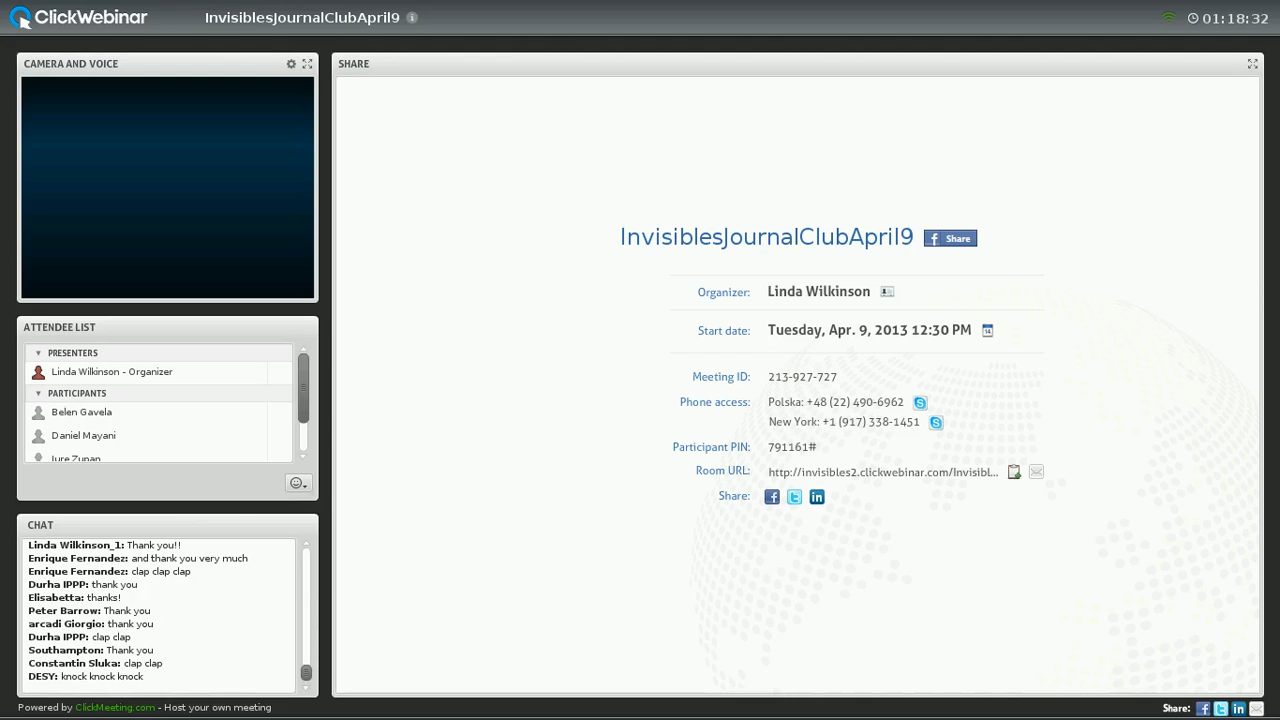 ClickWebinar
InvisiblesJournalClubApril9
01:18:32
CAMERA AND VOICE
ATTENDEE LIST
PRESENTERS
Linda Wilkinson - Organizer
PARTICIPANTS
Belen Gavela
Daniel Mayani
Jure Zupan
CHAT
Linda Wilkinson_1: Thank you!!
Enrique Fernandez: and thank you very much
Enrique Fernandez: clap clap clap
Durha IPPP: thank you
Elisabetta: thanks!
Peter Barrow: Thank you
arcadi Giorgio: thank you
Durha IPPP: clap clap
Southampton: Thank you
Constantin Sluka: clap clap
DESY: knock knock knock
SHARE
InvisiblesJournalClubApril9
Share
Organizer: Linda Wilkinson
Start date: Tuesday, Apr. 9, 2013 12:30 PM
Meeting ID: 213-927-727
Phone access: Polska: +48 (22) 490-6962
New York: +1 (917) 338-1451
Participant PIN: 791161#
Room URL: http://invisibles2.clickwebinar.com/Invisibl...
Share:
Powered by ClickMeeting.com - Host your own meeting
Share: